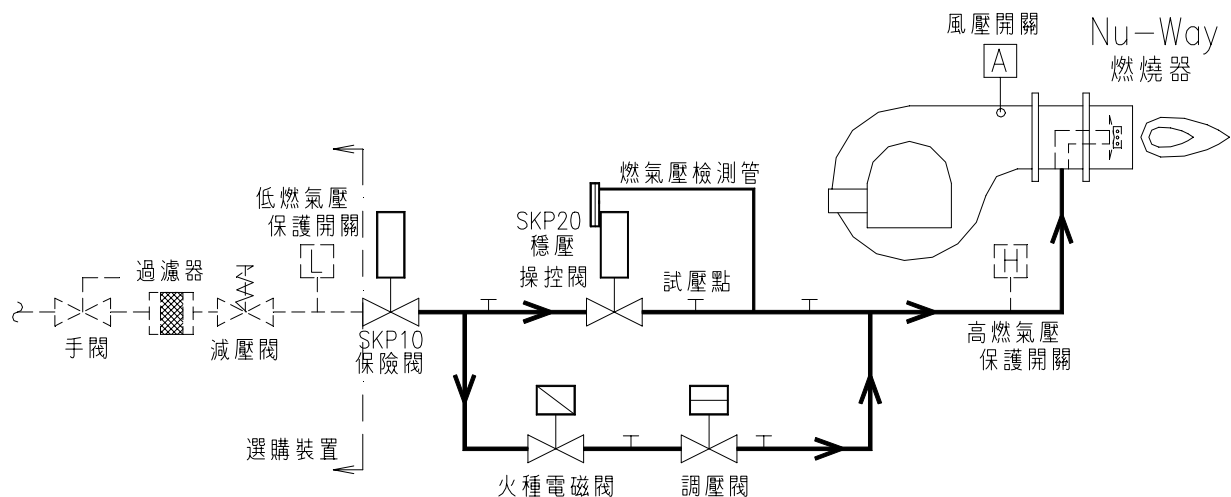 風壓開關
A
Nu-Way
燃燒器
燃氣壓檢測管
低燃氣壓
保護開關
L
SKP20
穩壓
操控閥
試壓點
H
過濾器
手閥
減壓閥
SKP10
保險閥
高燃氣壓
保護開關
選購裝置
火種電磁閥
調壓閥